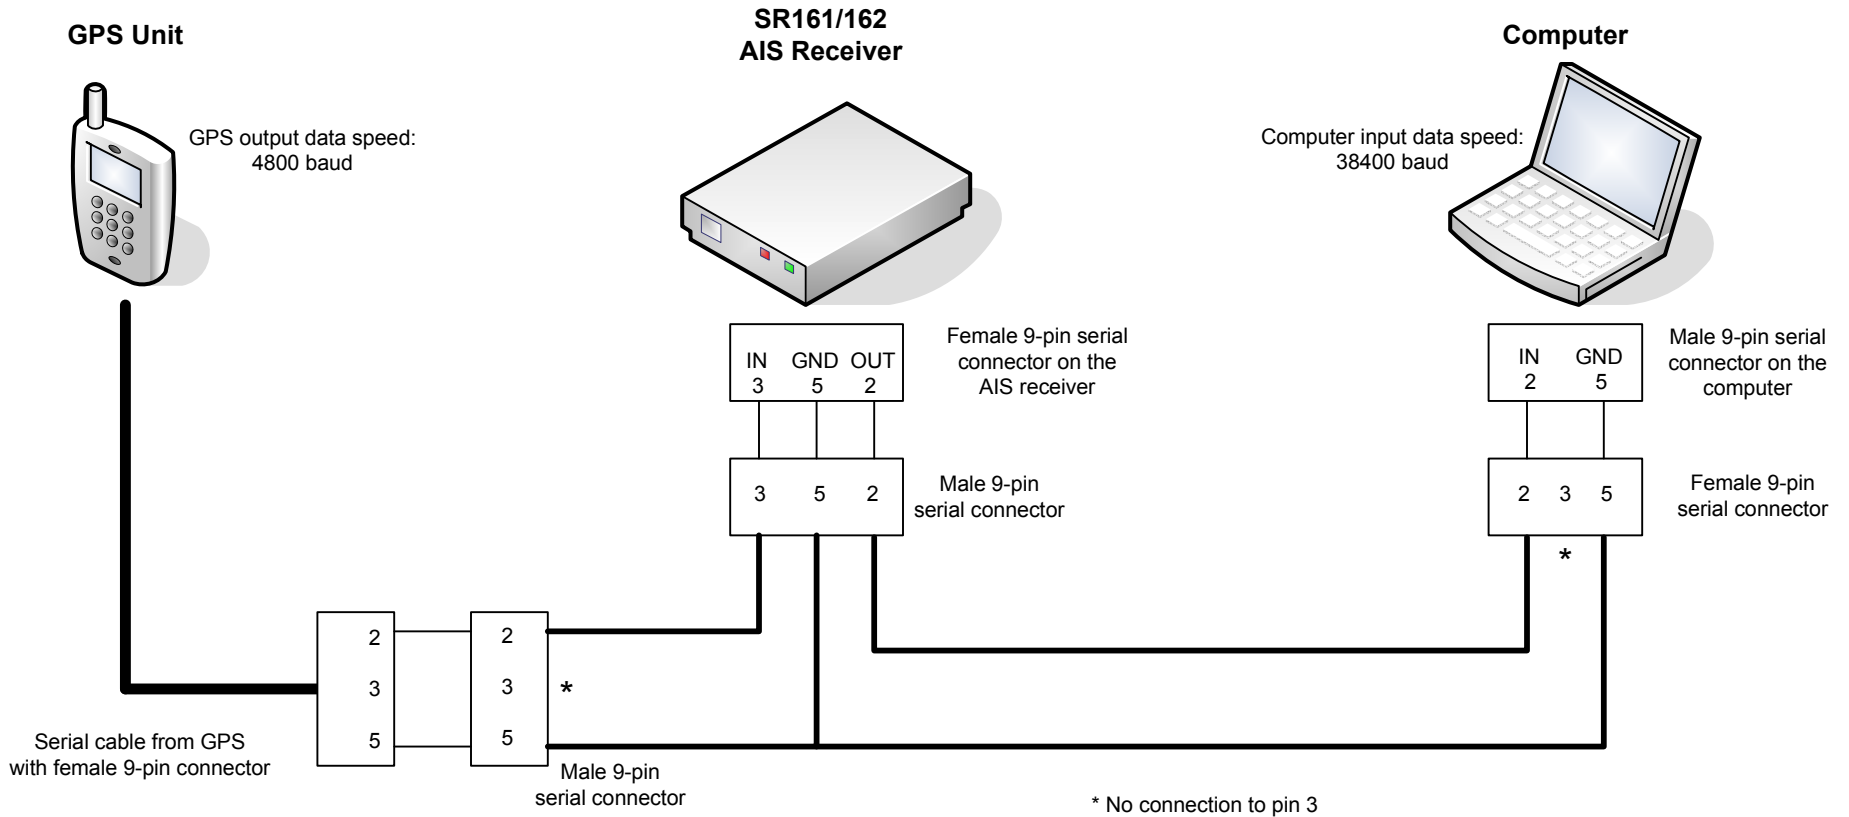 GPS Unit
SR161/162
AIS Receiver
Computer
GPS output data speed:
4800 baud
Computer input data speed:
38400 baud
IN GND OUT
3 5 2
Female 9-pin serial
connector on the
AIS receiver
IN GND
2 5
Male 9-pin serial
connector on the
computer
3 5 2
Male 9-pin
serial connector
2 3 5
*
Female 9-pin
serial connector
2 2
3 3 *
5 5
Serial cable from GPS
with female 9-pin connector
Male 9-pin
serial connector
* No connection to pin 3